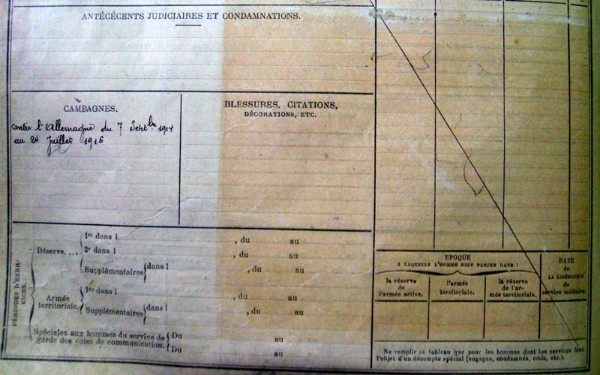 ANTÉCÉCENTS JUDICIAIRES ET CONDAMNATIONS.
CAMPAGNES.
contre l'Allemagne du 7 Septbre 1914
au 24 Juillet 1916
BLESSURES, CITATIONS,
DÉCORATIONS, ETC.
PÉRIODES D'EXERCICES.
Réserve....
1re dans l , du au
2e dans l , du au
Supplémentaires dans l , du au
Armée
territoriale.
1re dans l , du au
Supplémentaires dans l , du au
Spéciales aux hommes du service de
garde des voies de communication.
Du au
Du au
EPOQUE
A LAQUELLE L'HOMME DOIT PASSER DANS :
la réserve
de
l'armée active.
l'armée
territoriale.
la réserve
de l'armée territoriale.
DATE
de
LA LIBÉRATION
du
service militaire.
Ne remplir ce tableau que pour les hommes dont les services font
l'objet d'un décompte spécial (engagés, condamnés, omis, etc.).